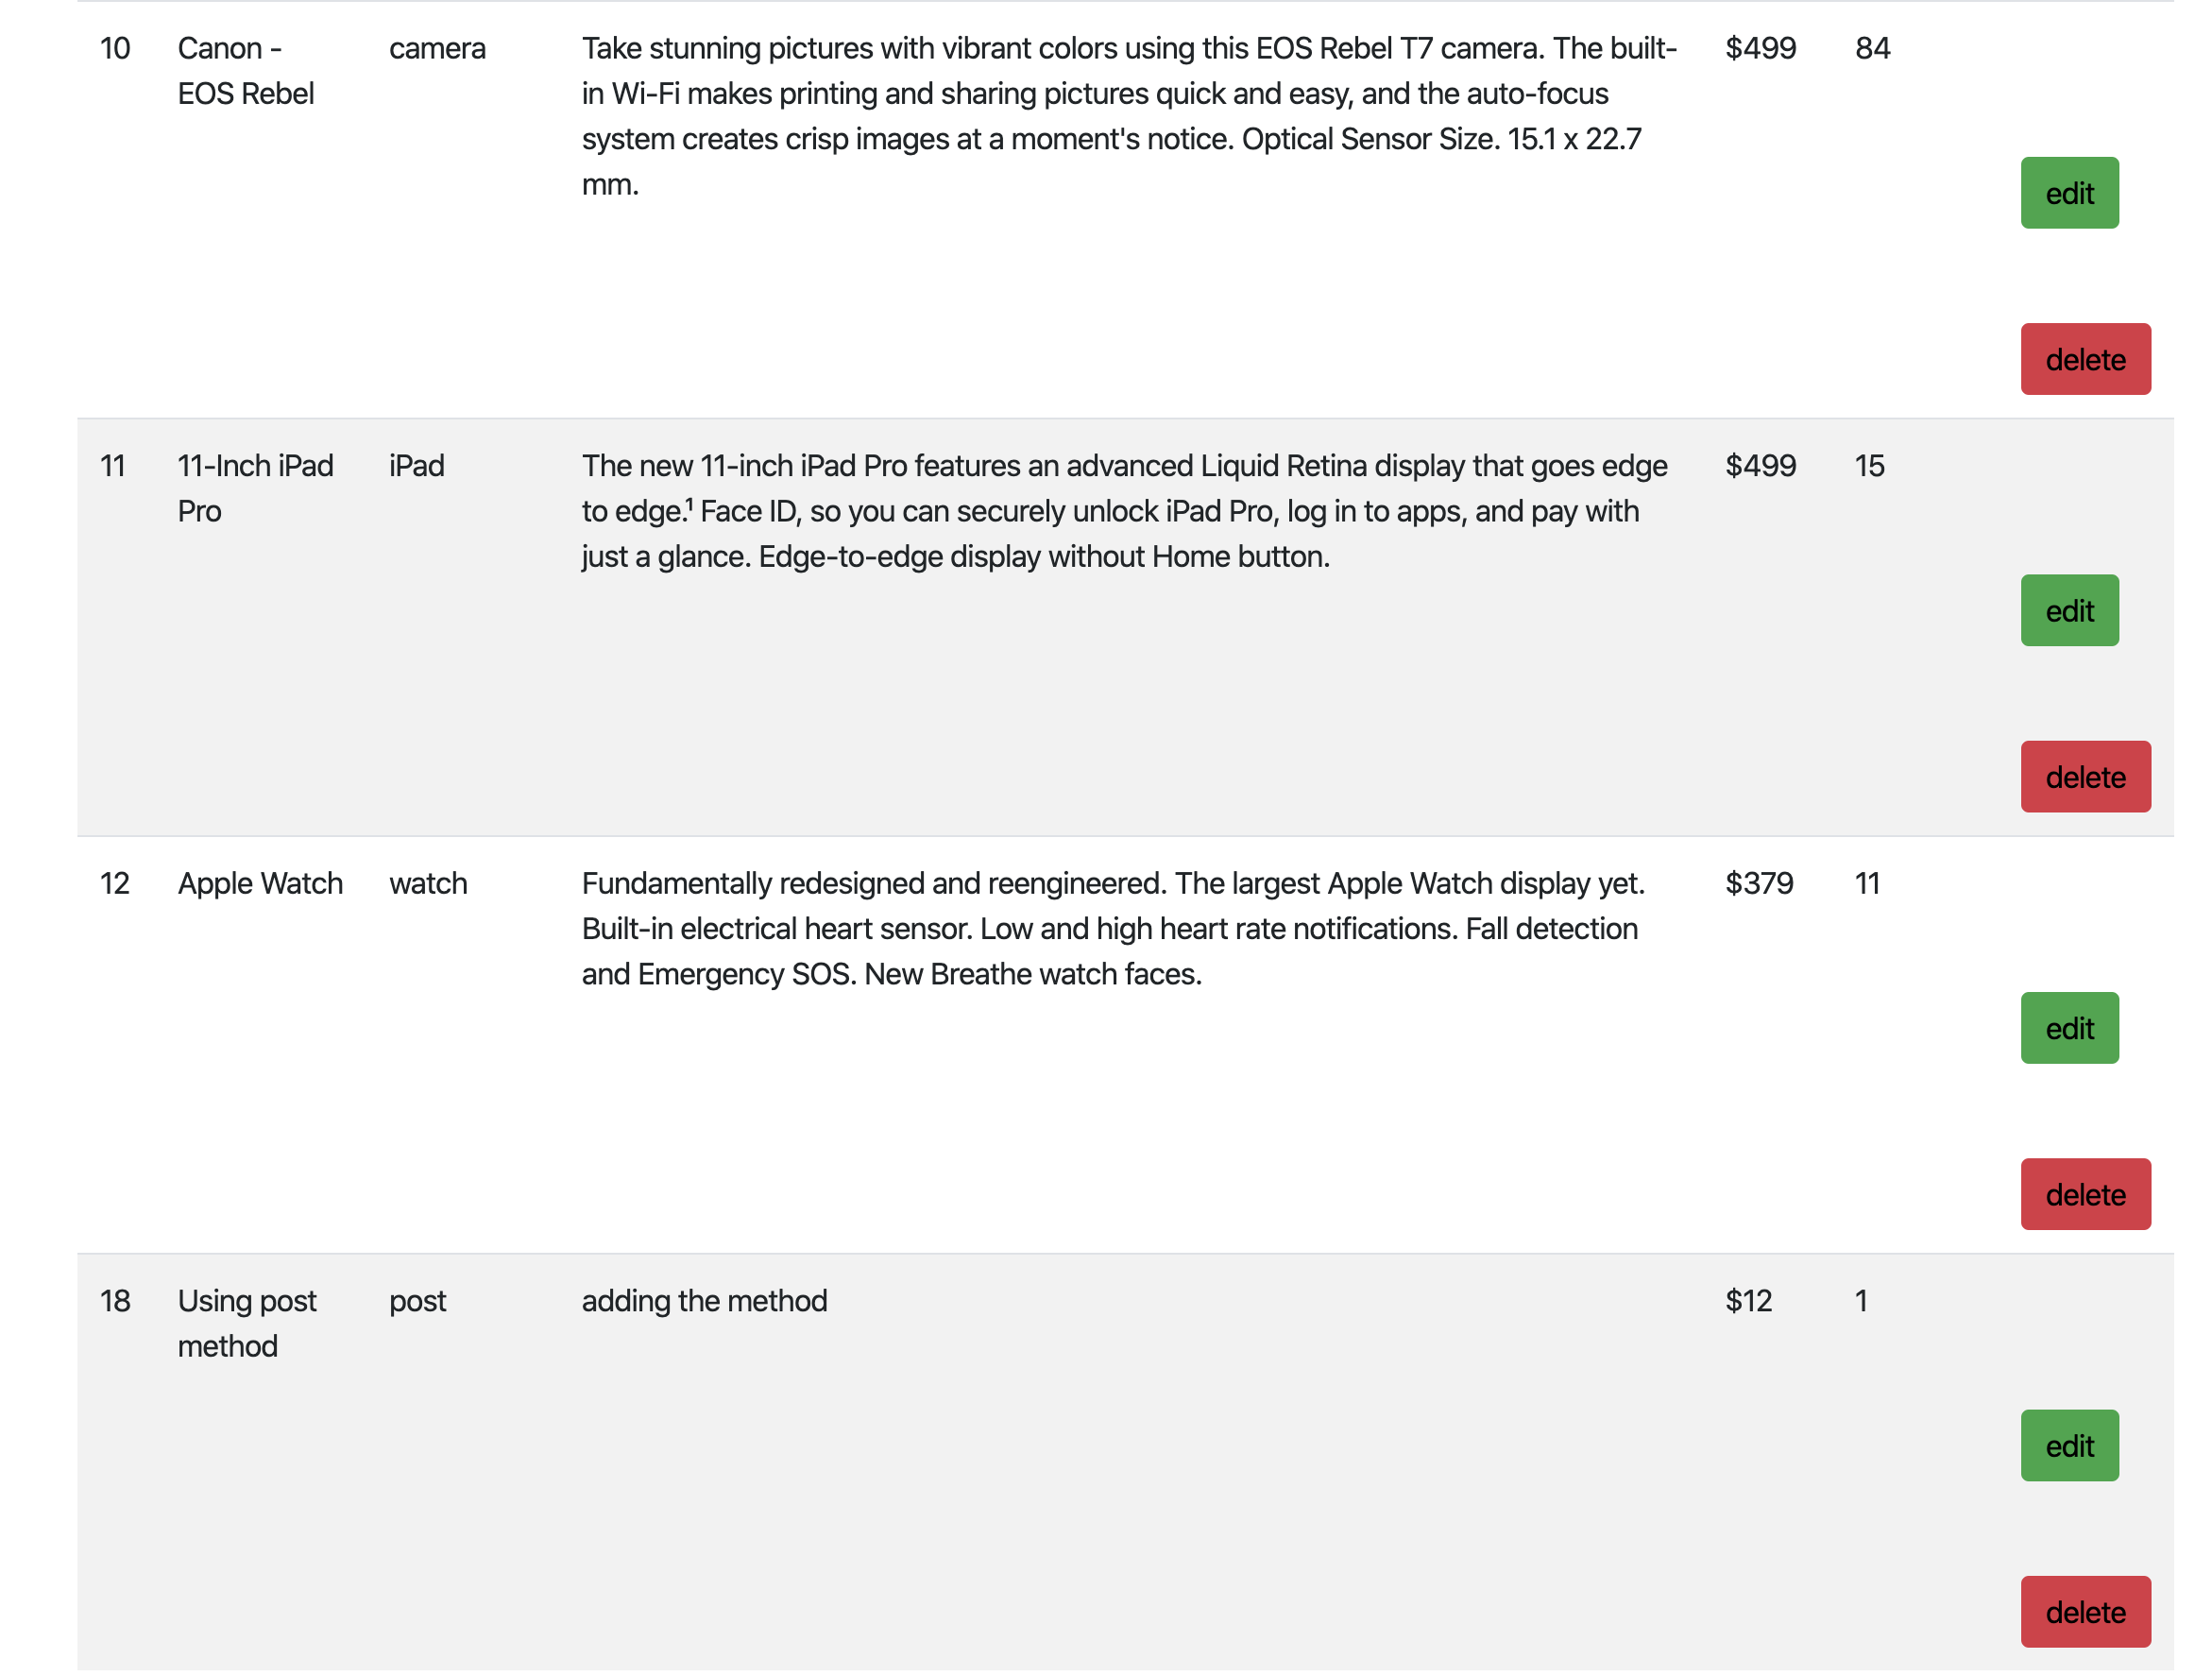 10 Canon - camera Take stunning pictures with vibrant colors using this EOS Rebel T7 camera. The built- $499 84
EOS Rebel in Wi-Fi makes printing and sharing pictures quick and easy, and the auto-focus
system creates crisp images at a moment's notice. Optical Sensor Size. 15.1 x 22.7
mm.
edit
delete
11 11-Inch iPad iPad The new 11-inch iPad Pro features an advanced Liquid Retina display that goes edge $499 15
Pro to edge.¹ Face ID, so you can securely unlock iPad Pro, log in to apps, and pay with
just a glance. Edge-to-edge display without Home button.
edit
delete
12 Apple Watch watch Fundamentally redesigned and reengineered. The largest Apple Watch display yet. $379 11
Built-in electrical heart sensor. Low and high heart rate notifications. Fall detection
and Emergency SOS. New Breathe watch faces.
edit
delete
18 Using post post adding the method $12 1
method
edit
delete